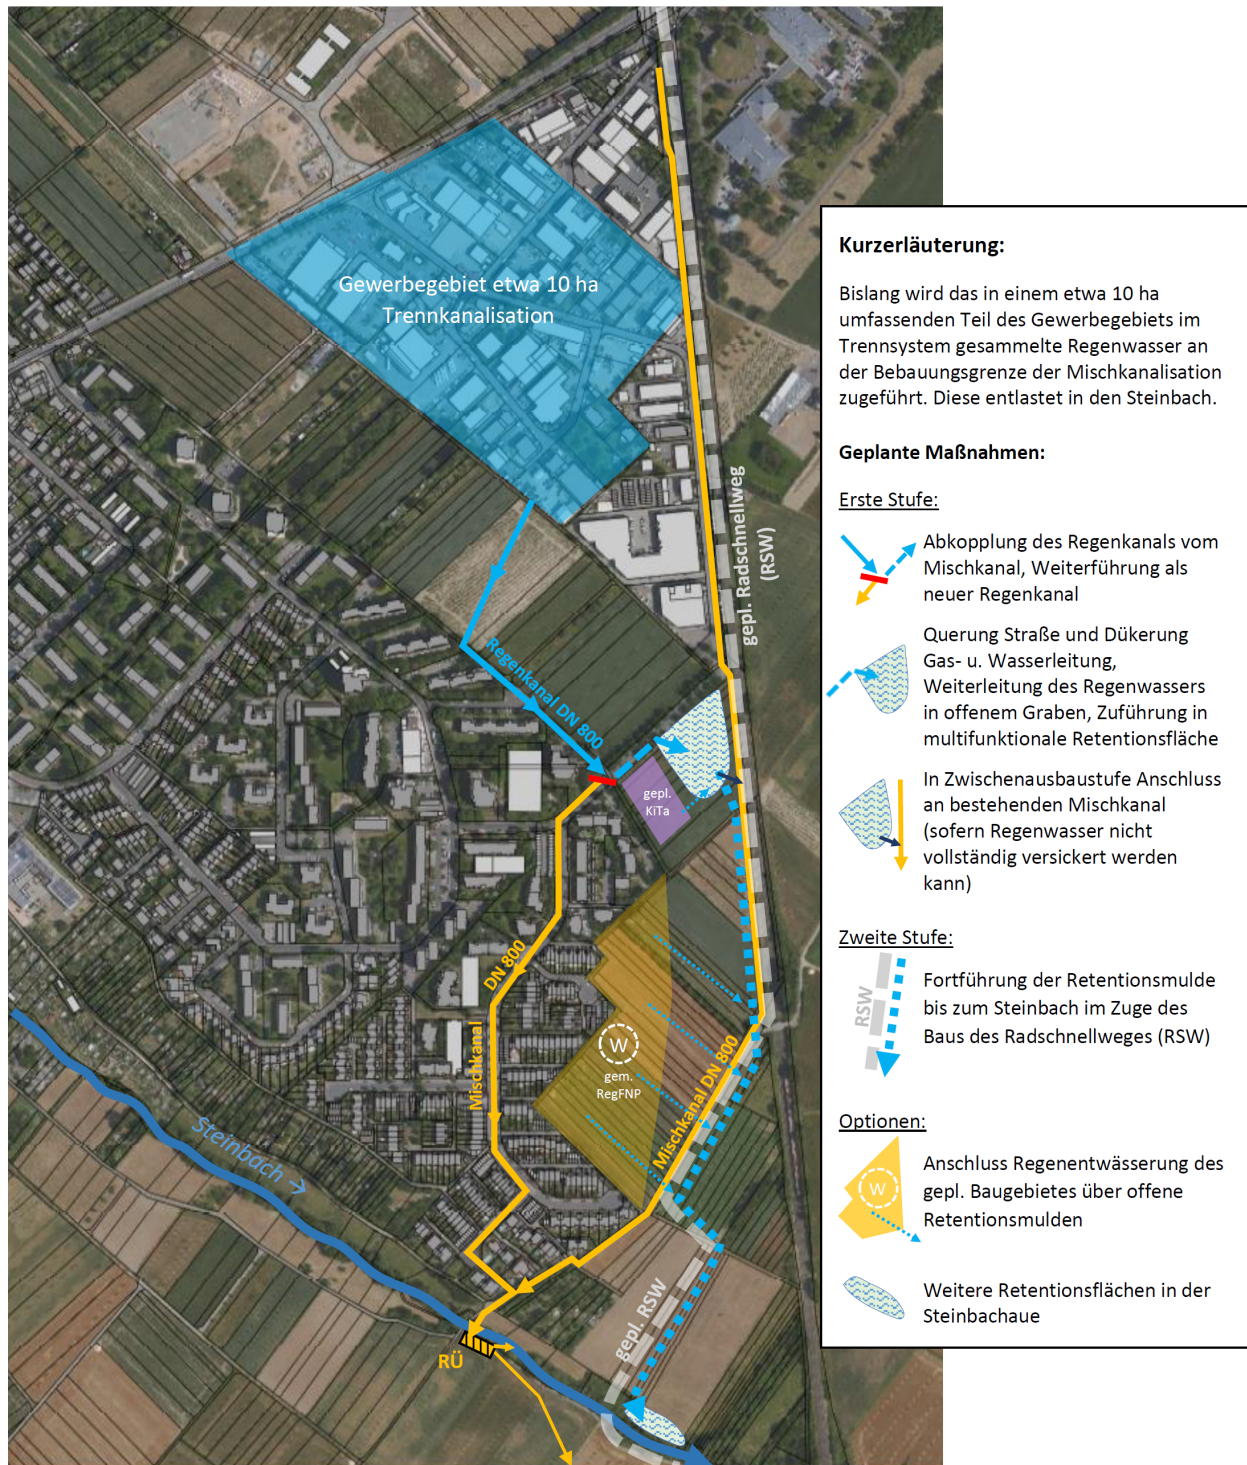 Gewerbegebiet etwa 10 ha
Trennkanalisation
gepl. Radschnellweg
(RSW)
Regenkanal DN 800
gepl.
KiTa
DN 800
Mischkanal
W
gem.
RegFNP
Mischkanal DN 800
Steinbach →
gepl. RSW
RÜ
Kurzerläuterung:
Bislang wird das in einem etwa 10 ha
umfassenden Teil des Gewerbegebiets im
Trennsystem gesammelte Regenwasser an
der Bebauungsgrenze der Mischkanalisation
zugeführt. Diese entlastet in den Steinbach.
Geplante Maßnahmen:
Erste Stufe:
Abkopplung des Regenkanals vom
Mischkanal, Weiterführung als
neuer Regenkanal
Querung Straße und Dükerung
Gas- u. Wasserleitung,
Weiterleitung des Regenwassers
in offenem Graben, Zuführung in
multifunktionale Retentionsfläche
In Zwischenausbaustufe Anschluss
an bestehenden Mischkanal
(sofern Regenwasser nicht
vollständig versickert werden
kann)
Zweite Stufe:
RSW
Fortführung der Retentionsmulde
bis zum Steinbach im Zuge des
Baus des Radschnellweges (RSW)
Optionen:
W
Anschluss Regenentwässerung des
gepl. Baugebietes über offene
Retentionsmulden
Weitere Retentionsflächen in der
Steinbachaue